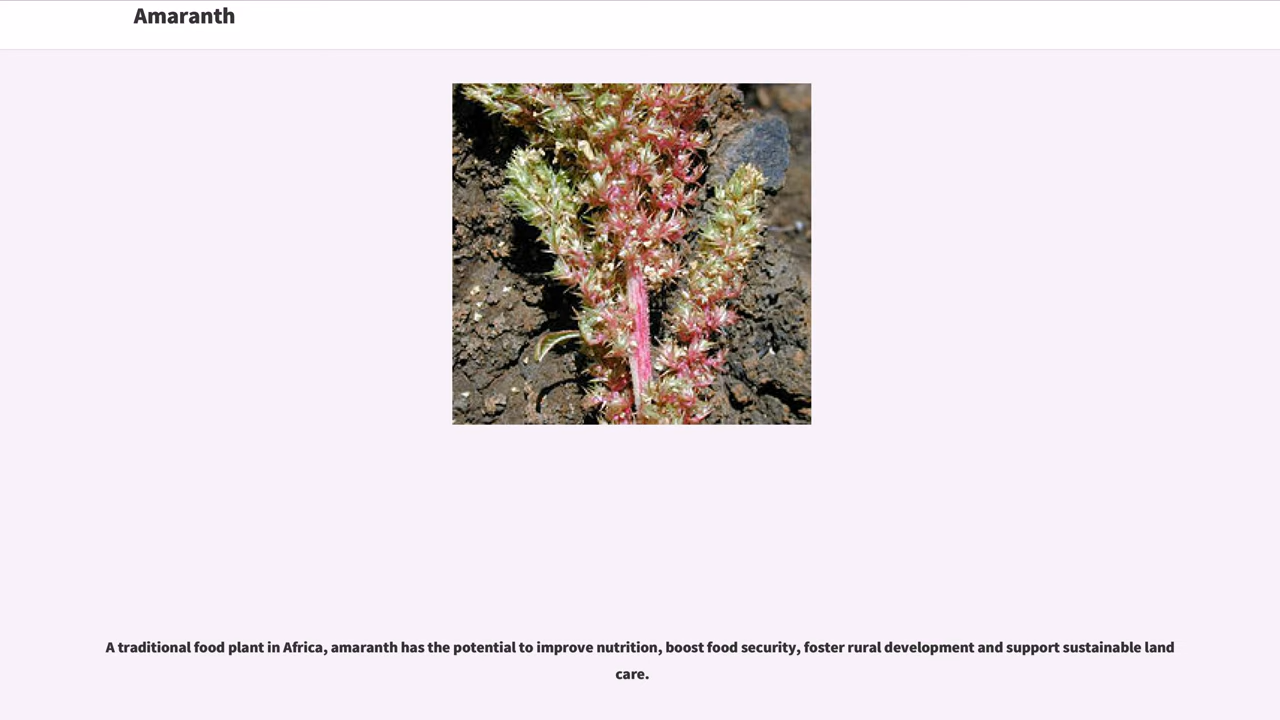 Amaranth
A traditional food plant in Africa, amaranth has the potential to improve nutrition, boost food security, foster rural development and support sustainable land
care.